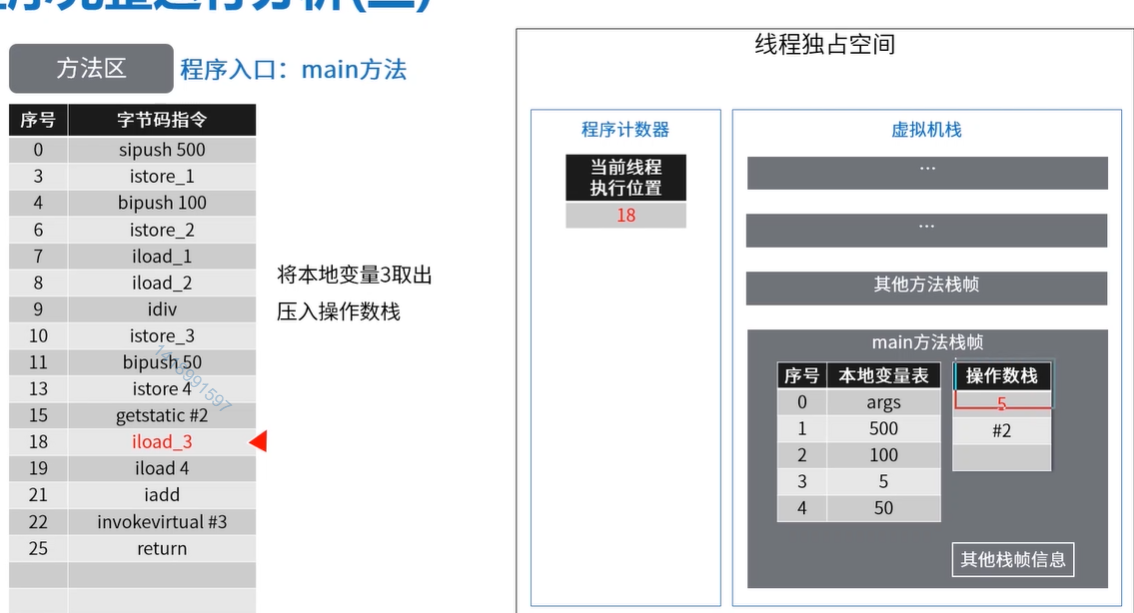 完整运行分析(二)
方法区
程序入口：main方法
序号 字节码指令
0 sipush 500
3 istore_1
4 bipush 100
6 istore_2
7 iload_1
8 iload_2
9 idiv
10 istore_3
11 bipush 50
13 istore 4
15 getstatic #2
18 iload_3
19 iload 4
21 iadd
22 invokevirtual #3
25 return
将本地变量3取出
压入操作数栈
线程独占空间
程序计数器
当前线程
执行位置
18
虚拟机栈
...
...
其他方法栈帧
main方法栈帧
序号 本地变量表
0 args
1 500
2 100
3 5
4 50
操作数栈
5
#2
其他栈帧信息